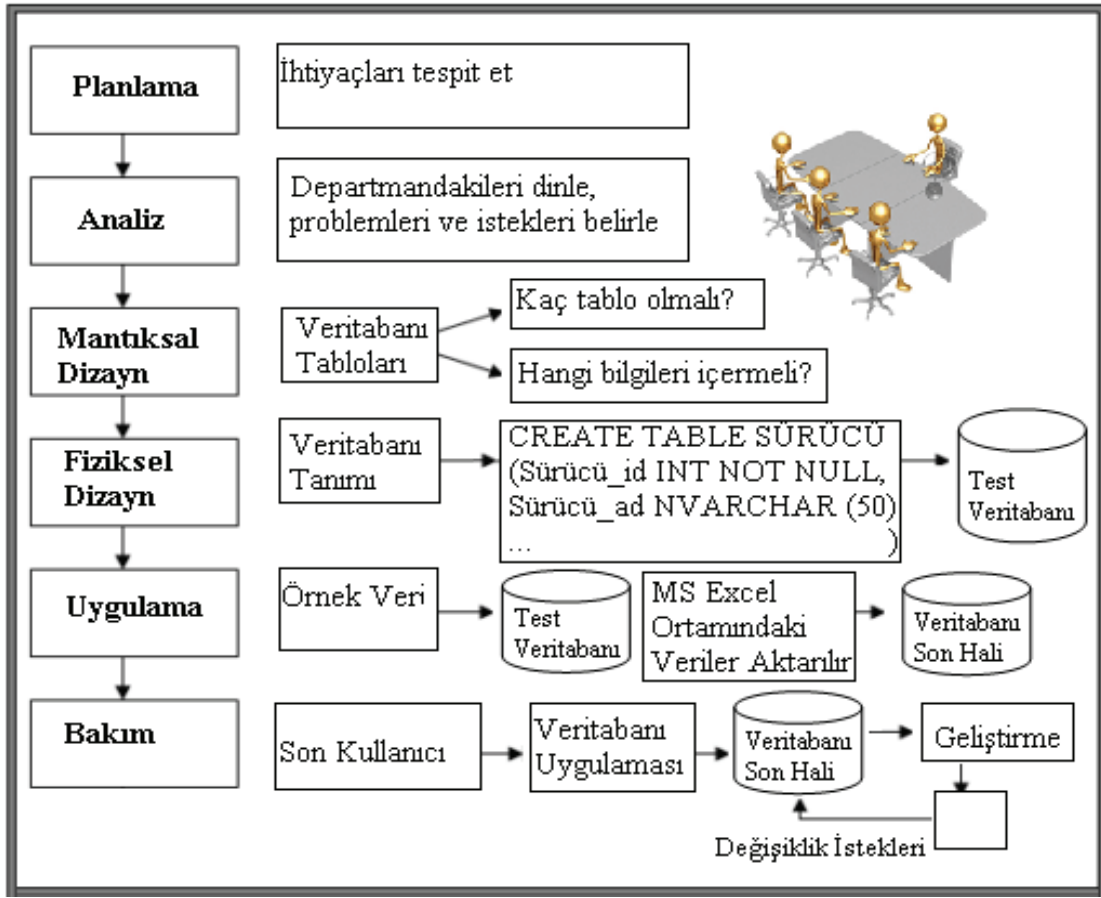 Planlama
İhtiyaçları tespit et
Analiz
Departmandakileri dinle,
problemleri ve istekleri belirle
Mantıksal
Dizayn
Veritabanı
Tabloları
Kaç tablo olmalı?
Hangi bilgileri içermeli?
Fiziksel
Dizayn
Veritabanı
Tanımı
CREATE TABLE SÜRÜCÜ
(Sürücü_id INT NOT NULL,
Sürücü_ad NVARCHAR (50)
... )
Test
Veritabanı
Uygulama
Örnek Veri
Test
Veritabanı
MS Excel
Ortamındaki
Veriler Aktarılır
Veritabanı
Son Hali
Bakım
Son Kullanıcı
Veritabanı
Uygulaması
Veritabanı
Son Hali
Geliştirme
Değişiklik İstekleri